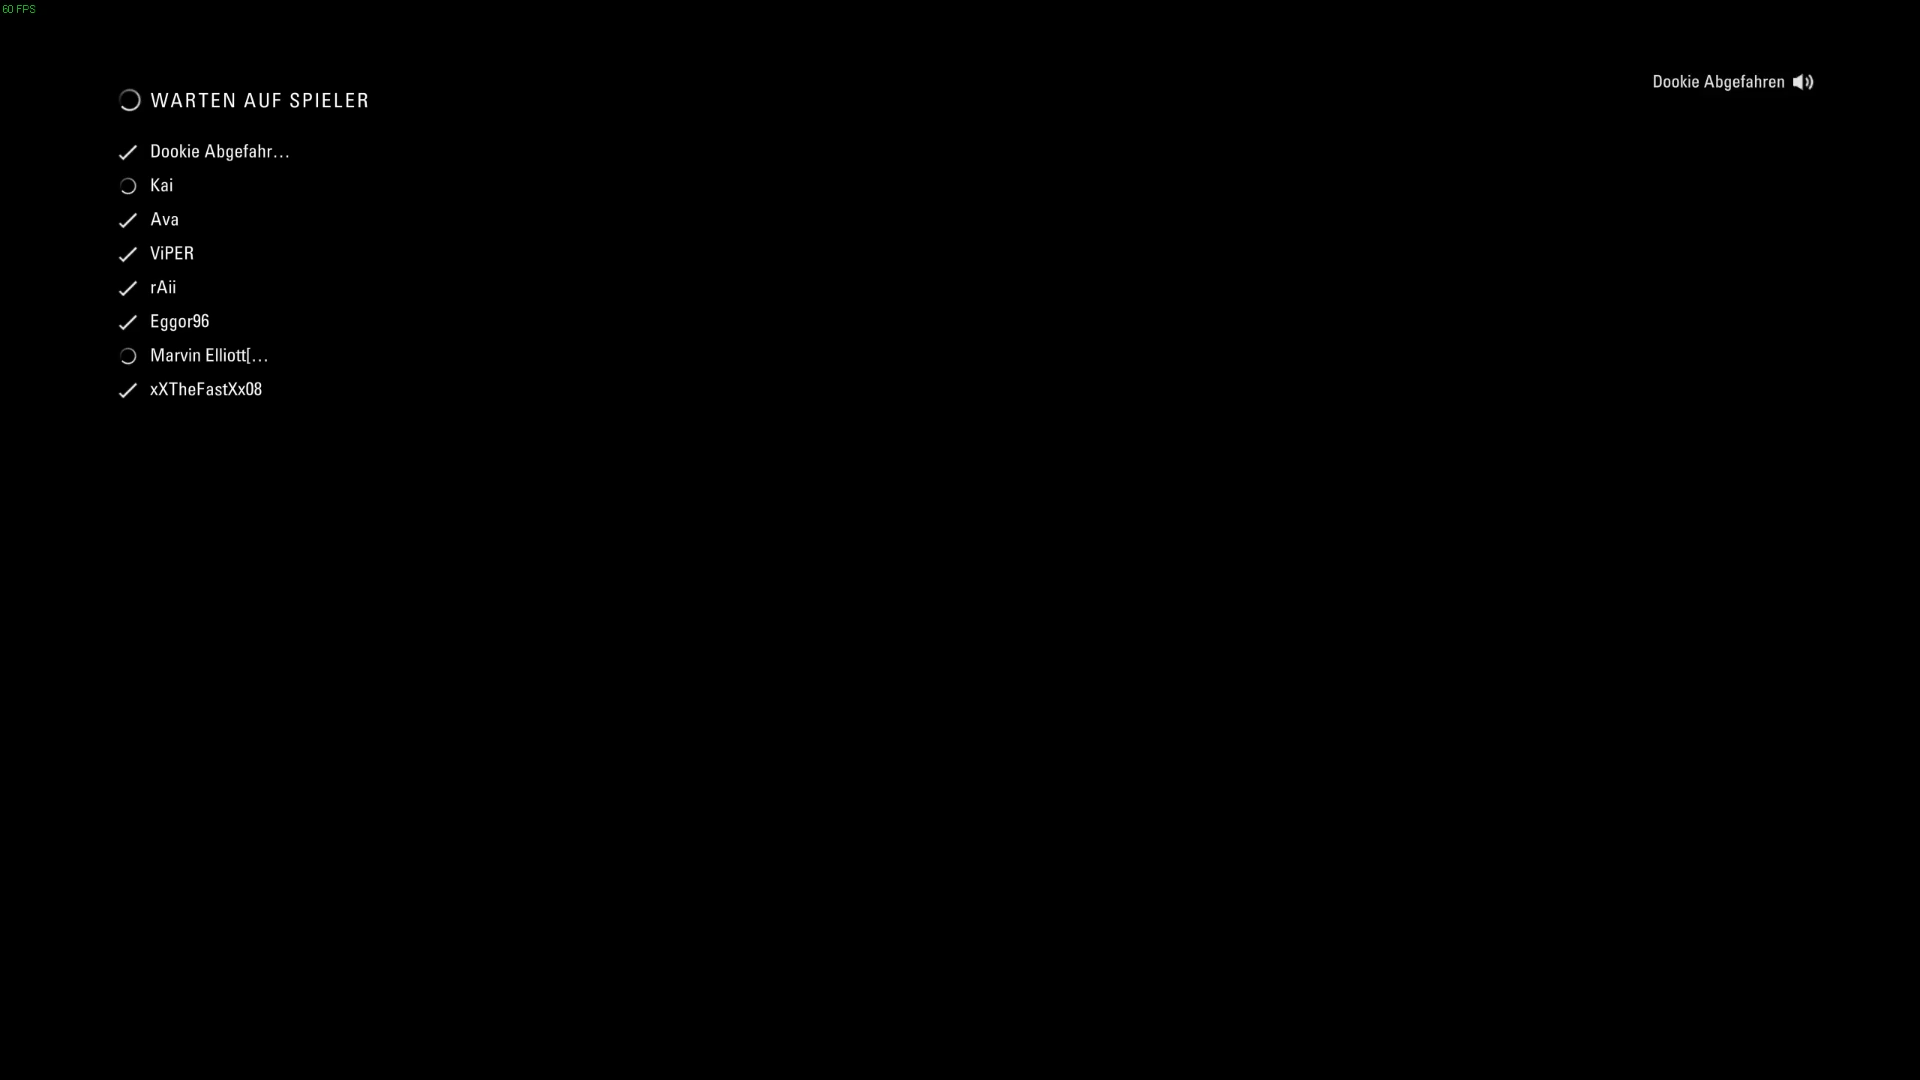 60 FPS
Dookie Abgefahren
WARTEN AUF SPIELER
Dookie Abgefahr...
Kai
Ava
ViPER
rAii
Eggor96
Marvin Elliott[...
xXTheFastXx08